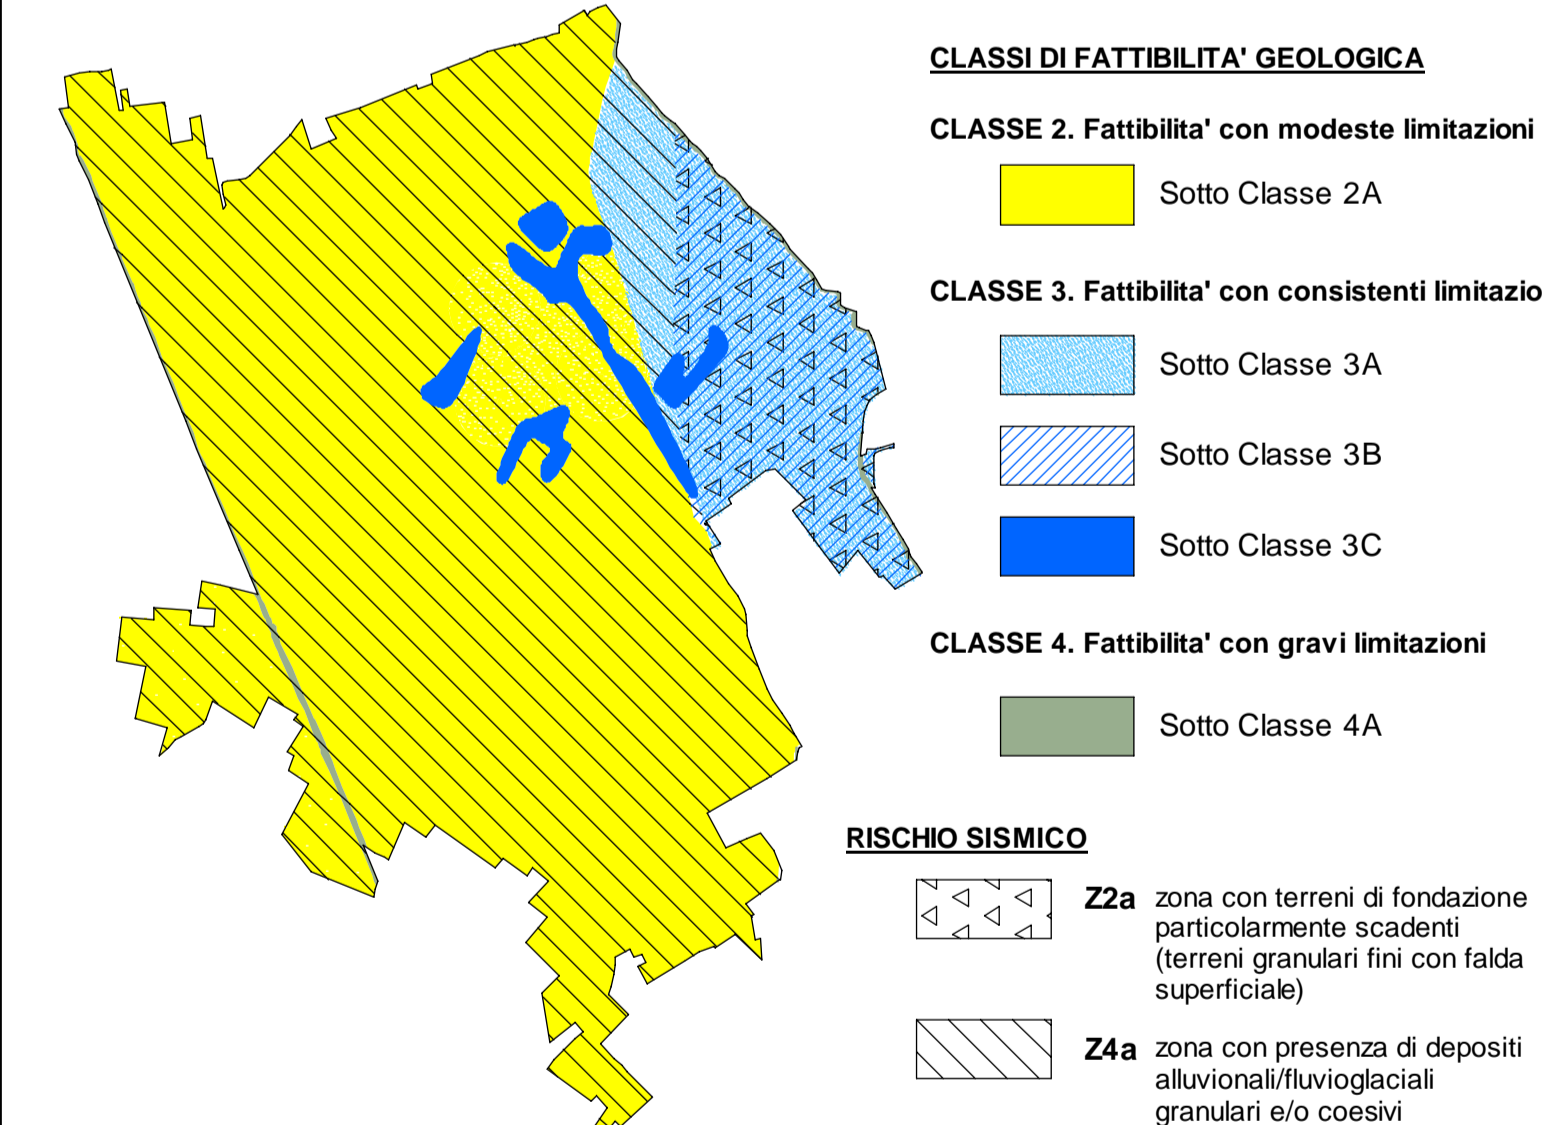 CLASSI DI FATTIBILITA' GEOLOGICA
CLASSE 2. Fattibilita' con modeste limitazioni
Sotto Classe 2A
CLASSE 3. Fattibilita' con consistenti limitazio
Sotto Classe 3A
Sotto Classe 3B
Sotto Classe 3C
CLASSE 4. Fattibilita' con gravi limitazioni
Sotto Classe 4A
RISCHIO SISMICO
Z2a zona con terreni di fondazione
particolarmente scadenti
(terreni granulari fini con falda
superficiale)
Z4a zona con presenza di depositi
alluvionali/fluvioglaciali
granulari e/o coesivi